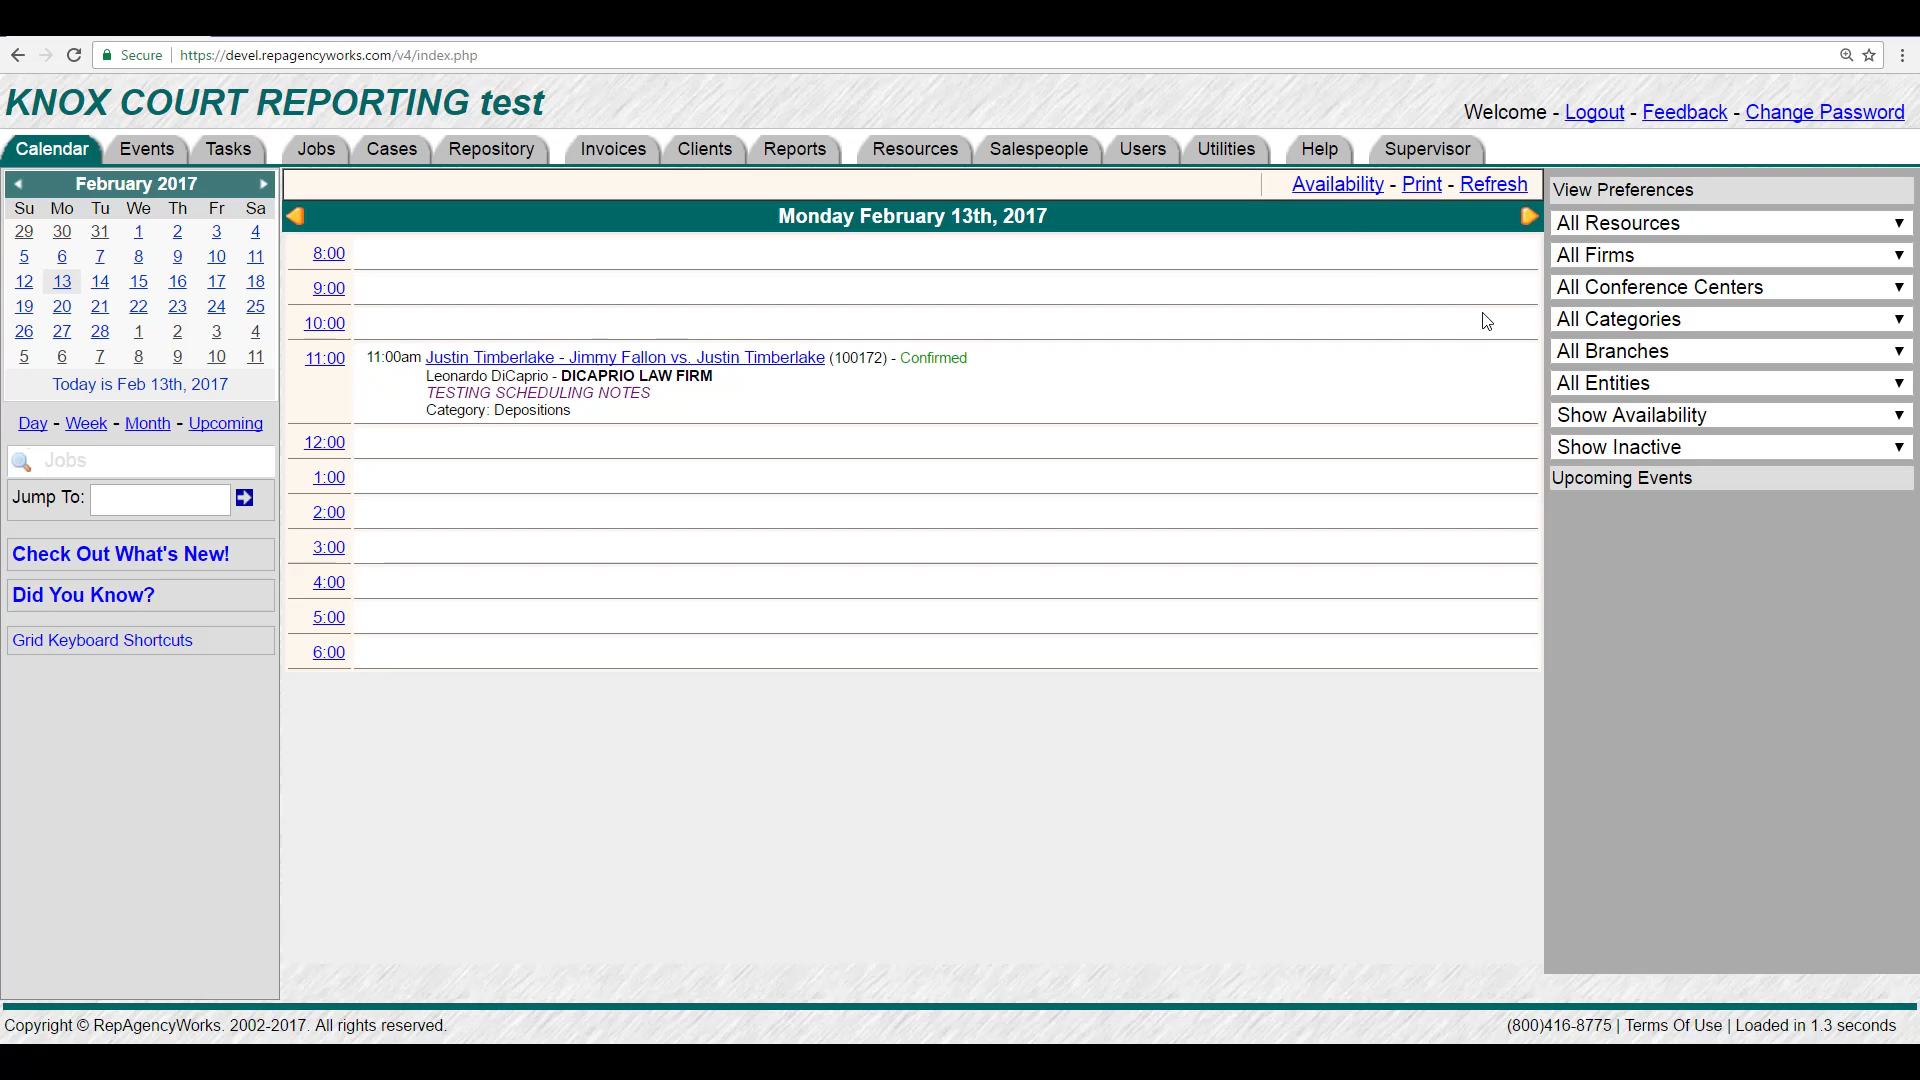 Secure | https://devel.repagencyworks.com/v4/index.php
KNOX COURT REPORTING test
Welcome - Logout - Feedback - Change Password
Calendar Events Tasks Jobs Cases Repository Invoices Clients Reports Resources Salespeople Users Utilities Help Supervisor
February 2017
Su Mo Tu We Th Fr Sa
29 30 31 1 2 3 4
5 6 7 8 9 10 11
12 13 14 15 16 17 18
19 20 21 22 23 24 25
26 27 28 1 2 3 4
5 6 7 8 9 10 11
Today is Feb 13th, 2017
Day - Week - Month - Upcoming
Jobs
Jump To:
Check Out What's New!
Did You Know?
Grid Keyboard Shortcuts
Availability - Print - Refresh
Monday February 13th, 2017
8:00
9:00
10:00
11:00 11:00am Justin Timberlake - Jimmy Fallon vs. Justin Timberlake (100172) - Confirmed
Leonardo DiCaprio - DICAPRIO LAW FIRM
TESTING SCHEDULING NOTES
Category: Depositions
12:00
1:00
2:00
3:00
4:00
5:00
6:00
View Preferences
All Resources
All Firms
All Conference Centers
All Categories
All Branches
All Entities
Show Availability
Show Inactive
Upcoming Events
Copyright © RepAgencyWorks. 2002-2017. All rights reserved.
(800)416-8775 | Terms Of Use | Loaded in 1.3 seconds